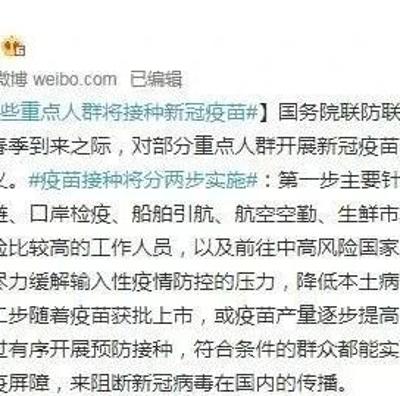 微博 weibo.com 已编辑
些重点人群将接种新冠疫苗#】国务院联防联
春季到来之际，对部分重点人群开展新冠疫苗
。#疫苗接种将分两步实施#：第一步主要针
、口岸检疫、船舶引航、航空空勤、生鲜市
险比较高的工作人员，以及前往中高风险国家
尽力缓解输入性疫情防控的压力，降低本土病
二步随着疫苗获批上市，或疫苗产量逐步提高
过有序开展预防接种，符合条件的群众都能实
疫屏障，来阻断新冠病毒在国内的传播。